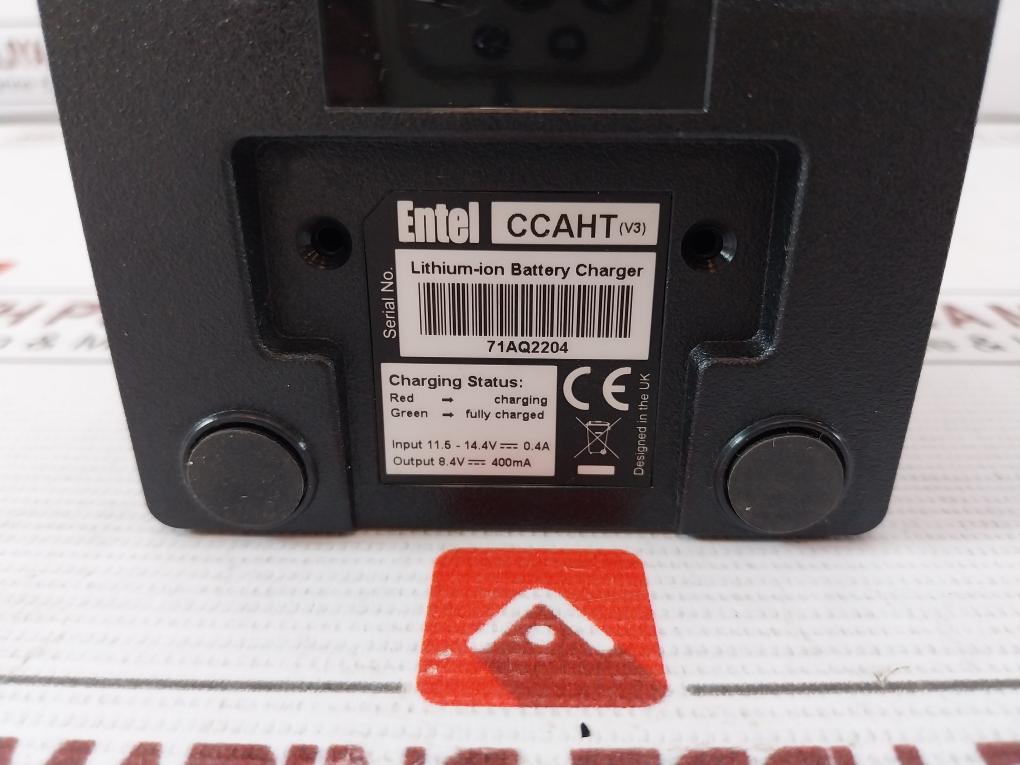 Entel CCAHT (V3)
Serial No.
Lithium-ion Battery Charger
71AQ2204
Charging Status:
Red → charging
Green → fully charged
Input 11.5 - 14.4V ⎓ 0.4A
Output 8.4V ⎓ 400mA
CE
Designed in the UK